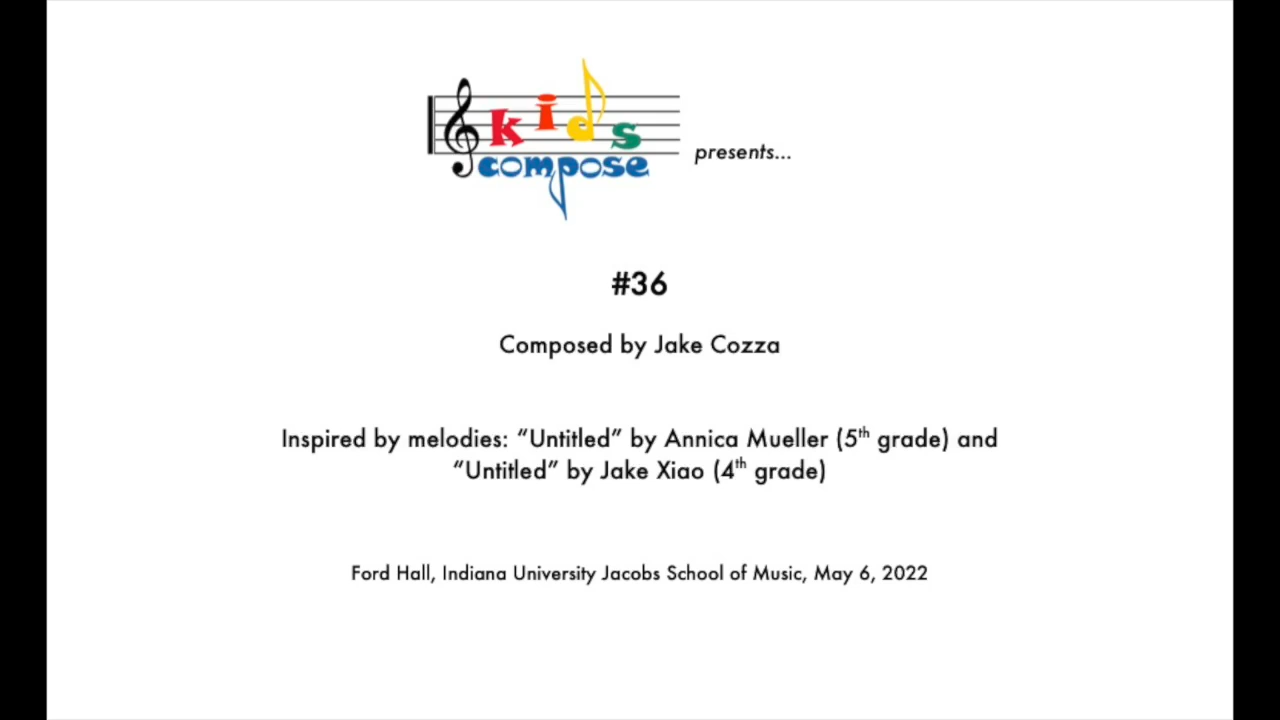 kids
compose
presents...
#36
Composed by Jake Cozza
Inspired by melodies: “Untitled” by Annica Mueller (5th grade) and
“Untitled” by Jake Xiao (4th grade)
Ford Hall, Indiana University Jacobs School of Music, May 6, 2022